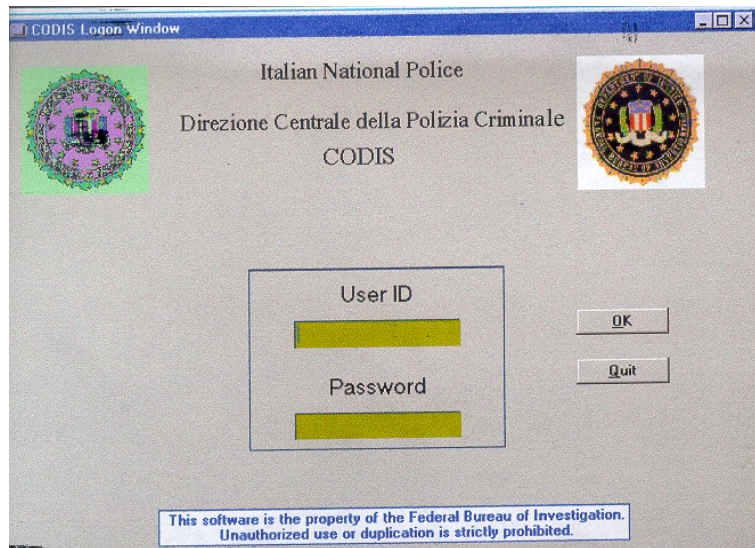 CODIS Logon Window
Italian National Police
Direzione Centrale della Polizia Criminale
CODIS
User ID
OK
Password
Quit
This software is the property of the Federal Bureau of Investigation.
Unauthorized use or duplication is strictly prohibited.